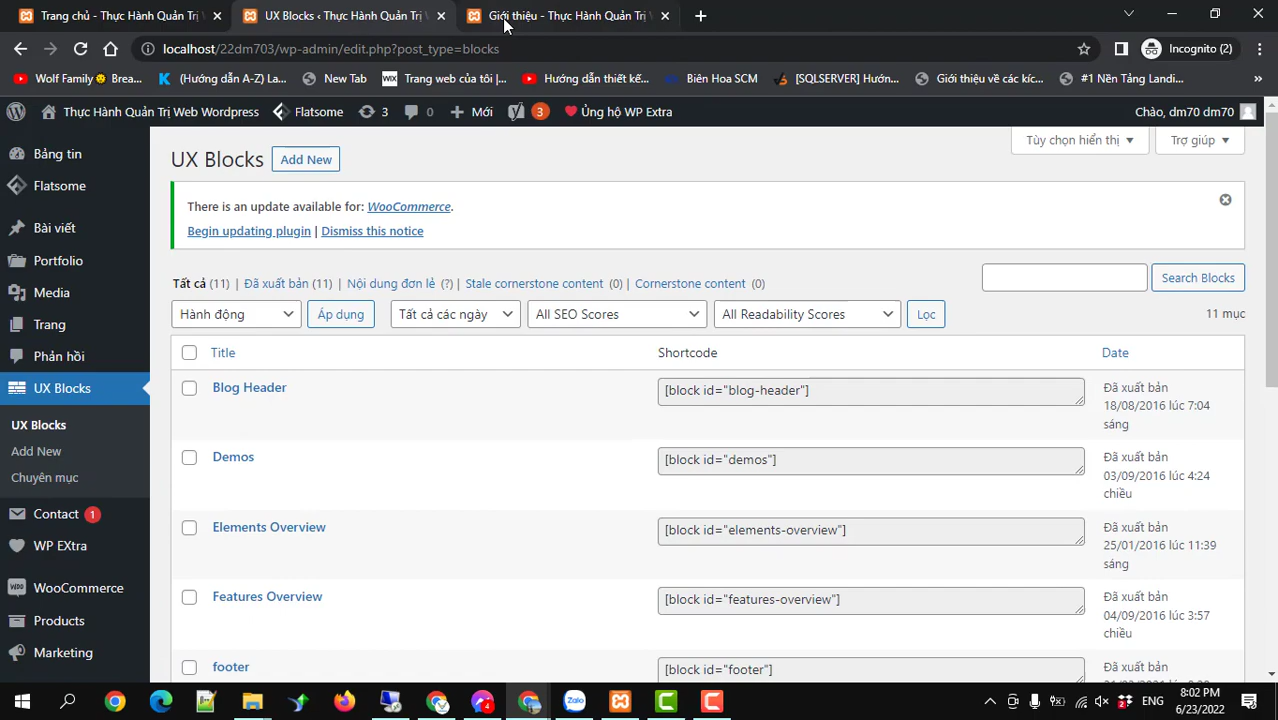 Trang chủ - Thực Hành Quản Trị
UX Blocks ‹ Thực Hành Quản Trị
Giới thiệu - Thực Hành Quản Trị
localhost/22dm703/wp-admin/edit.php?post_type=blocks
Incognito (2)
Wolf Family
Brea...
(Hướng dẫn A-Z) La...
New Tab
Trang web của tôi |...
Hướng dẫn thiết kế...
Biên Hoa SCM
[SQLSERVER] Hướn...
Giới thiệu về các kíc...
#1 Nền Tảng Landi...
Thực Hành Quản Trị Web Wordpress
Flatsome
3
0
Mới
3
Ủng hộ WP Extra
Chào, dm70 dm70
Bảng tin
Flatsome
Bài viết
Portfolio
Media
Trang
Phản hồi
UX Blocks
UX Blocks
Add New
Chuyên mục
Contact 1
WP EXtra
WooCommerce
Products
Marketing
Tùy chọn hiển thị
Trợ giúp
UX Blocks
Add New
There is an update available for: WooCommerce.
Begin updating plugin | Dismiss this notice
Tất cả (11) | Đã xuất bản (11) | Nội dung đơn lẻ (?) | Stale cornerstone content (0) | Cornerstone content (0)
Search Blocks
Hành động
Áp dụng
Tất cả các ngày
All SEO Scores
All Readability Scores
Lọc
11 mục
Title
Shortcode
Date
Blog Header
[block id="blog-header"]
Đã xuất bản
18/08/2016 lúc 7:04
sáng
Demos
[block id="demos"]
Đã xuất bản
03/09/2016 lúc 4:24
chiều
Elements Overview
[block id="elements-overview"]
Đã xuất bản
25/01/2016 lúc 11:39
sáng
Features Overview
[block id="features-overview"]
Đã xuất bản
04/09/2016 lúc 3:57
chiều
footer
[block id="footer"]
Đã xuất bản
ENG
8:02 PM
6/23/2022